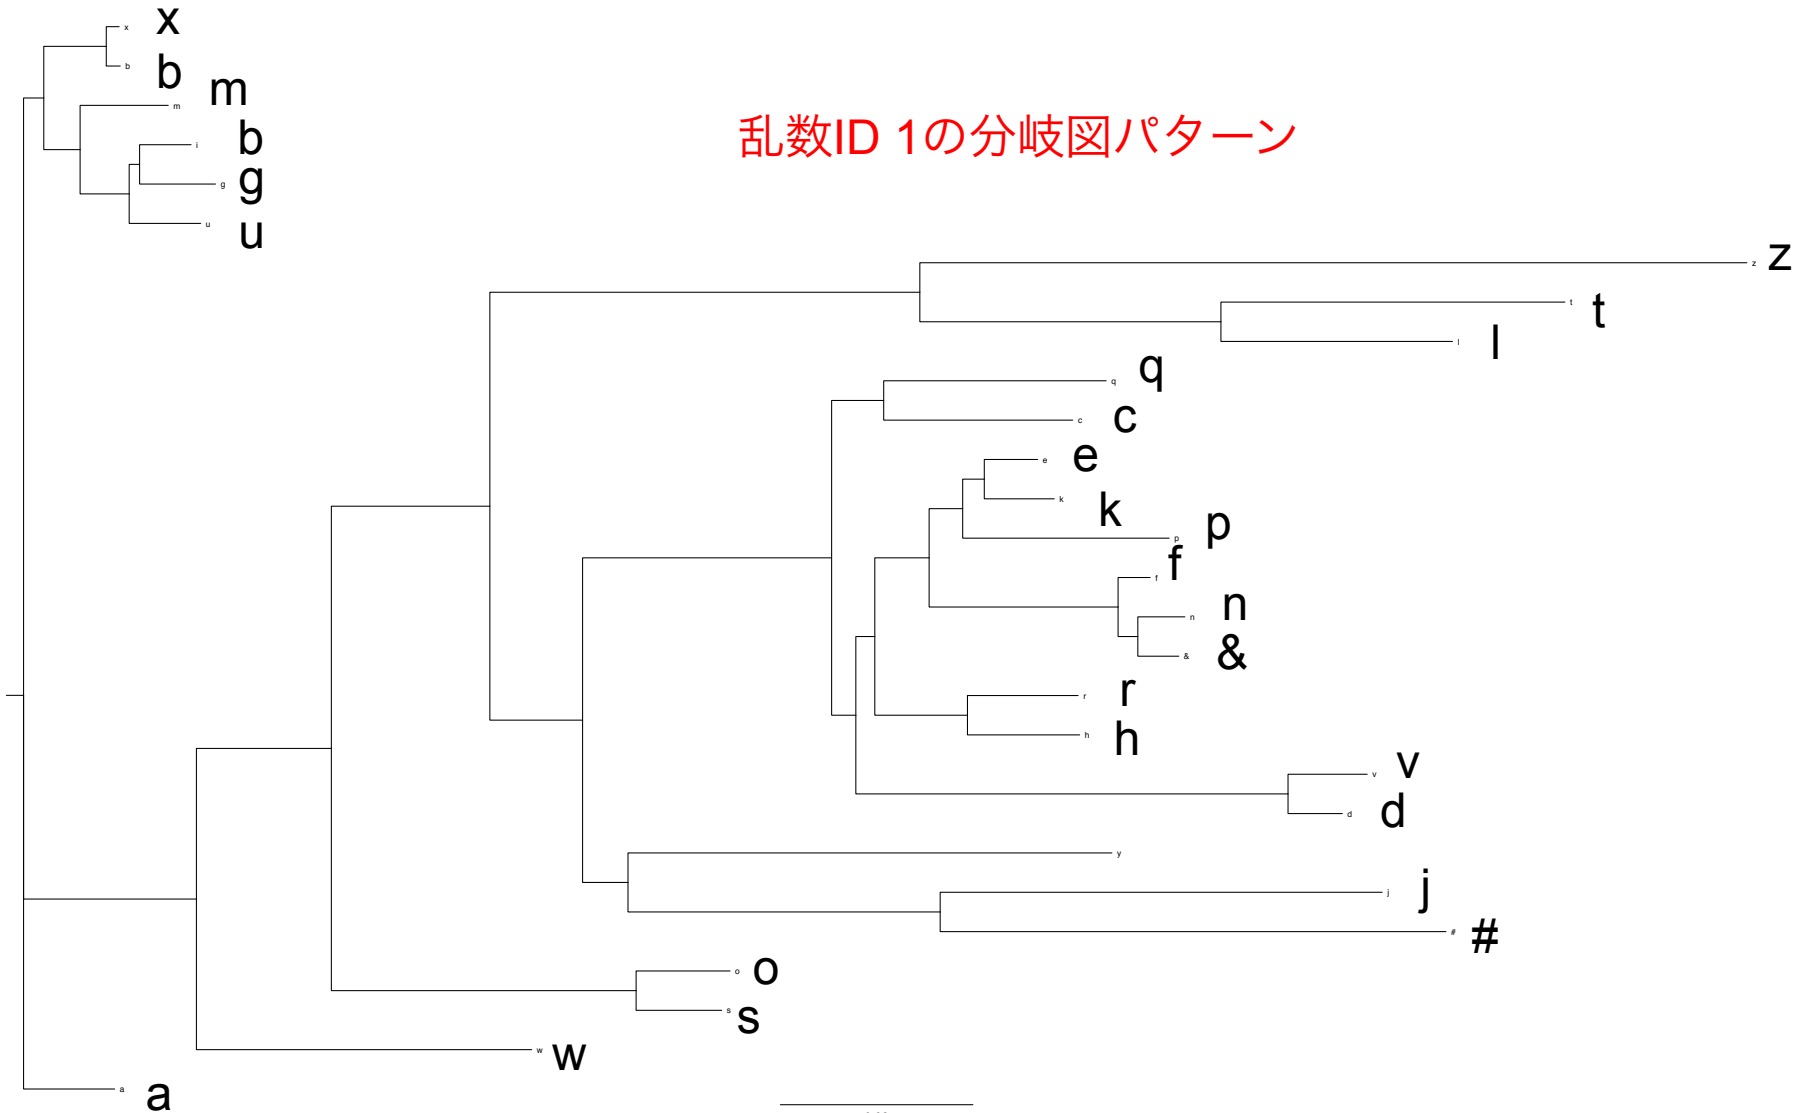 x x
b b
m m
乱数ID 1の分岐図パターン
i b
g g
u u
z z
t t
l l
q q
c c
e e
k k
p p
f f
n n
& &
r r
h h
v v
d d
y
j j
# #
o o
s s
w w
a a